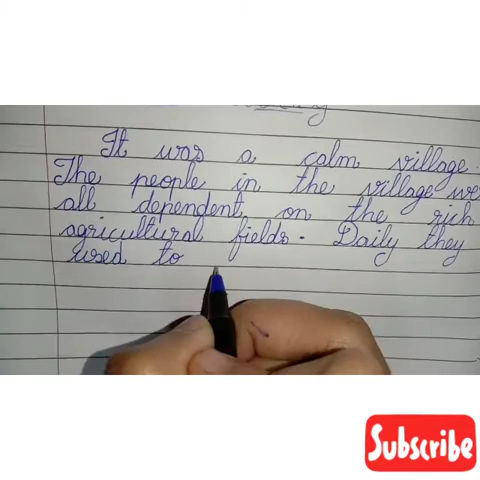 It was a calm village.
The people in the village we
all dependent on the rich
agricultural fields. Daily they
used to
Subscribe